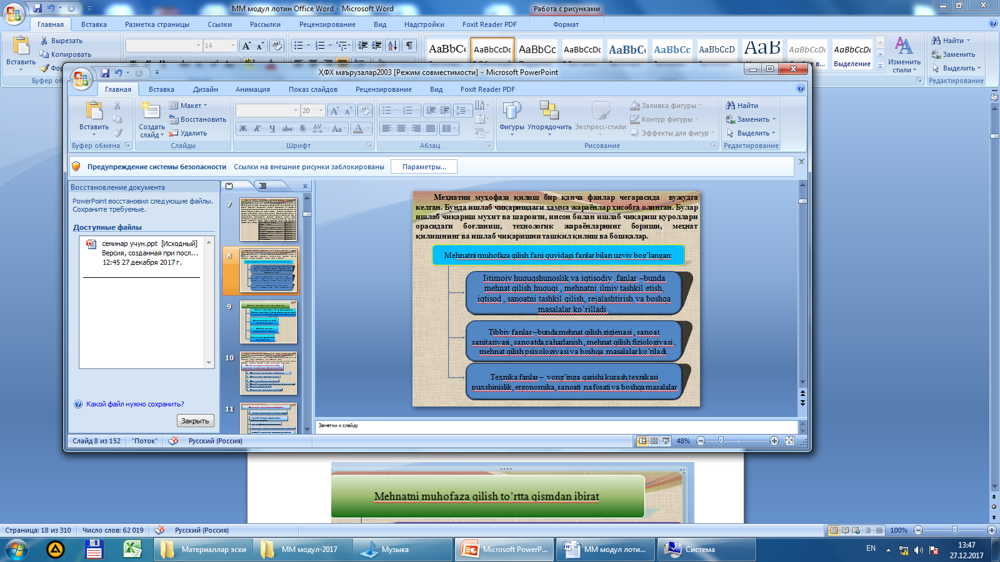 ММ модул лотин Office Word - Microsoft Word
Работа с рисунками
Главная Вставка Разметка страницы Ссылки Рассылки Рецензирование Вид Надстройки Foxit Reader PDF Формат
Вставить
Вырезать
Копировать
14
AaBbCc AaBbCcDc AaBbCc AaBbCcDc AaBbCc AaBbCc AaBbCcD AaB AaBbCcDc AaBbCcDc
Выделение
Изменить стили
Найти
Заменить
Выделить
Редактирование
ҲФХ маърузалар2003 [Режим совместимости] - Microsoft PowerPoint
Главная Вставка Дизайн Анимация Показ слайдов Рецензирование Вид Foxit Reader PDF
Вставить
Буфер обмена
Создать слайд
Макет
Восстановить
Удалить
Слайды
20
Ж К Ч abc S AV Aa A
Шрифт
Абзац
Фигуры
Упорядочить
Экспресс-стили
Заливка фигуры
Контур фигуры
Эффекты для фигур
Рисование
Найти
Заменить
Выделить
Редактирование
Предупреждение системы безопасности Ссылки на внешние рисунки заблокированы Параметры...
Восстановление документа
PowerPoint восстановил следующие файлы.
Сохраните требуемые.
Доступные файлы
семинар учун.ppt [Исходный]
Версия, созданная при посл...
12:45 27 декабря 2017 г.
Какой файл нужно сохранить?
Закрыть
7
8
9
10
11
Меҳнатни муҳофаза қилиш бир қанча фанлар чегарасида вужудга
келган. Бунда ишлаб чиқаришдаги ҳамма жараёнлар ҳисобга олинган. Булар
ишлаб чиқариш мухит ва шароити, инсон билан ишлаб чиқариш қуроллари
орасидаги боғланиш, технологик жараёнларнинг бориши, меҳнат
қилишнинг ва ишлаб чиқаришни ташкил қилиш ва бошқалар.
Mehnatni muhofaza qilish fani quyidagi fanlar bilan uzviy bog'langan:
Ijtimoiy huquqshunoslik va iqtisodiy fanlar –bunda
mehnat qilish huquqi , mehnatni ilmiy tashkil etish,
iqtisod , sanoatni tashkil qilish, rejalashtirish va boshqa
masalalar ko'rilladi .
Tibbiy fanlar –bunda mehnat qilish gigienasi, sanoat
sanitariyasi, sanoatda zaharlanish , mehnat qilish fiziologiyasi ,
mehnat qilish psixologiyasi va boshqa masalalar ko'riladi.
Texnika fanlar – yong'inga qarishi kurash texnikasi
puxshinislik, ergonomika, sanoati nafosati va boshqa masalalar
Заметки к слайду
Слайд 8 из 152 "Поток" Русский (Россия) 48%
Mehnatni muhofaza qilish to'rtta qismdan ibirat
Страница: 18 из 310 Число слов: 62 019 Русский (Россия) 100%
Материаллар эски
ММ модул-2017
Музыка
Microsoft PowerP...
ММ модул лоти...
Система
EN
13:47
27.12.2017